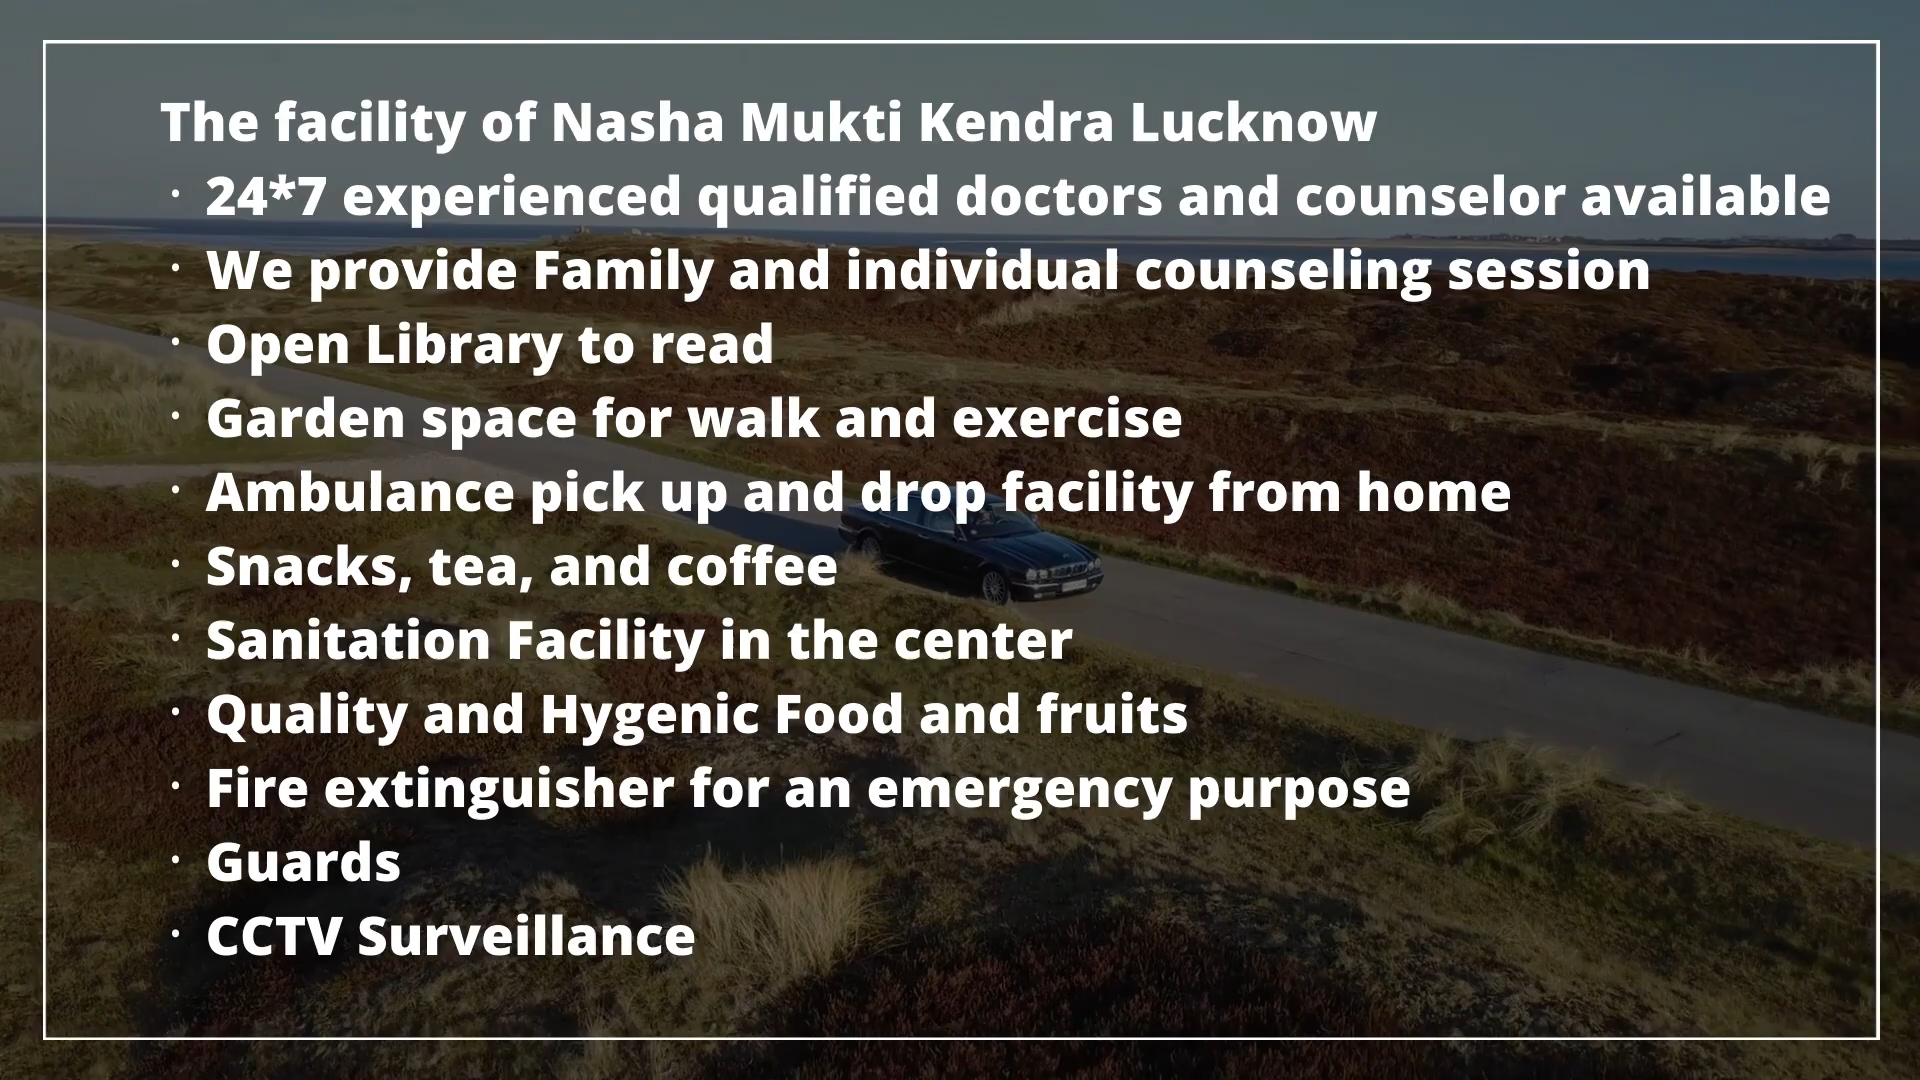 The facility of Nasha Mukti Kendra Lucknow
· 24*7 experienced qualified doctors and counselor available
· We provide Family and individual counseling session
· Open Library to read
· Garden space for walk and exercise
· Ambulance pick up and drop facility from home
· Snacks, tea, and coffee
· Sanitation Facility in the center
· Quality and Hygenic Food and fruits
· Fire extinguisher for an emergency purpose
· Guards
· CCTV Surveillance